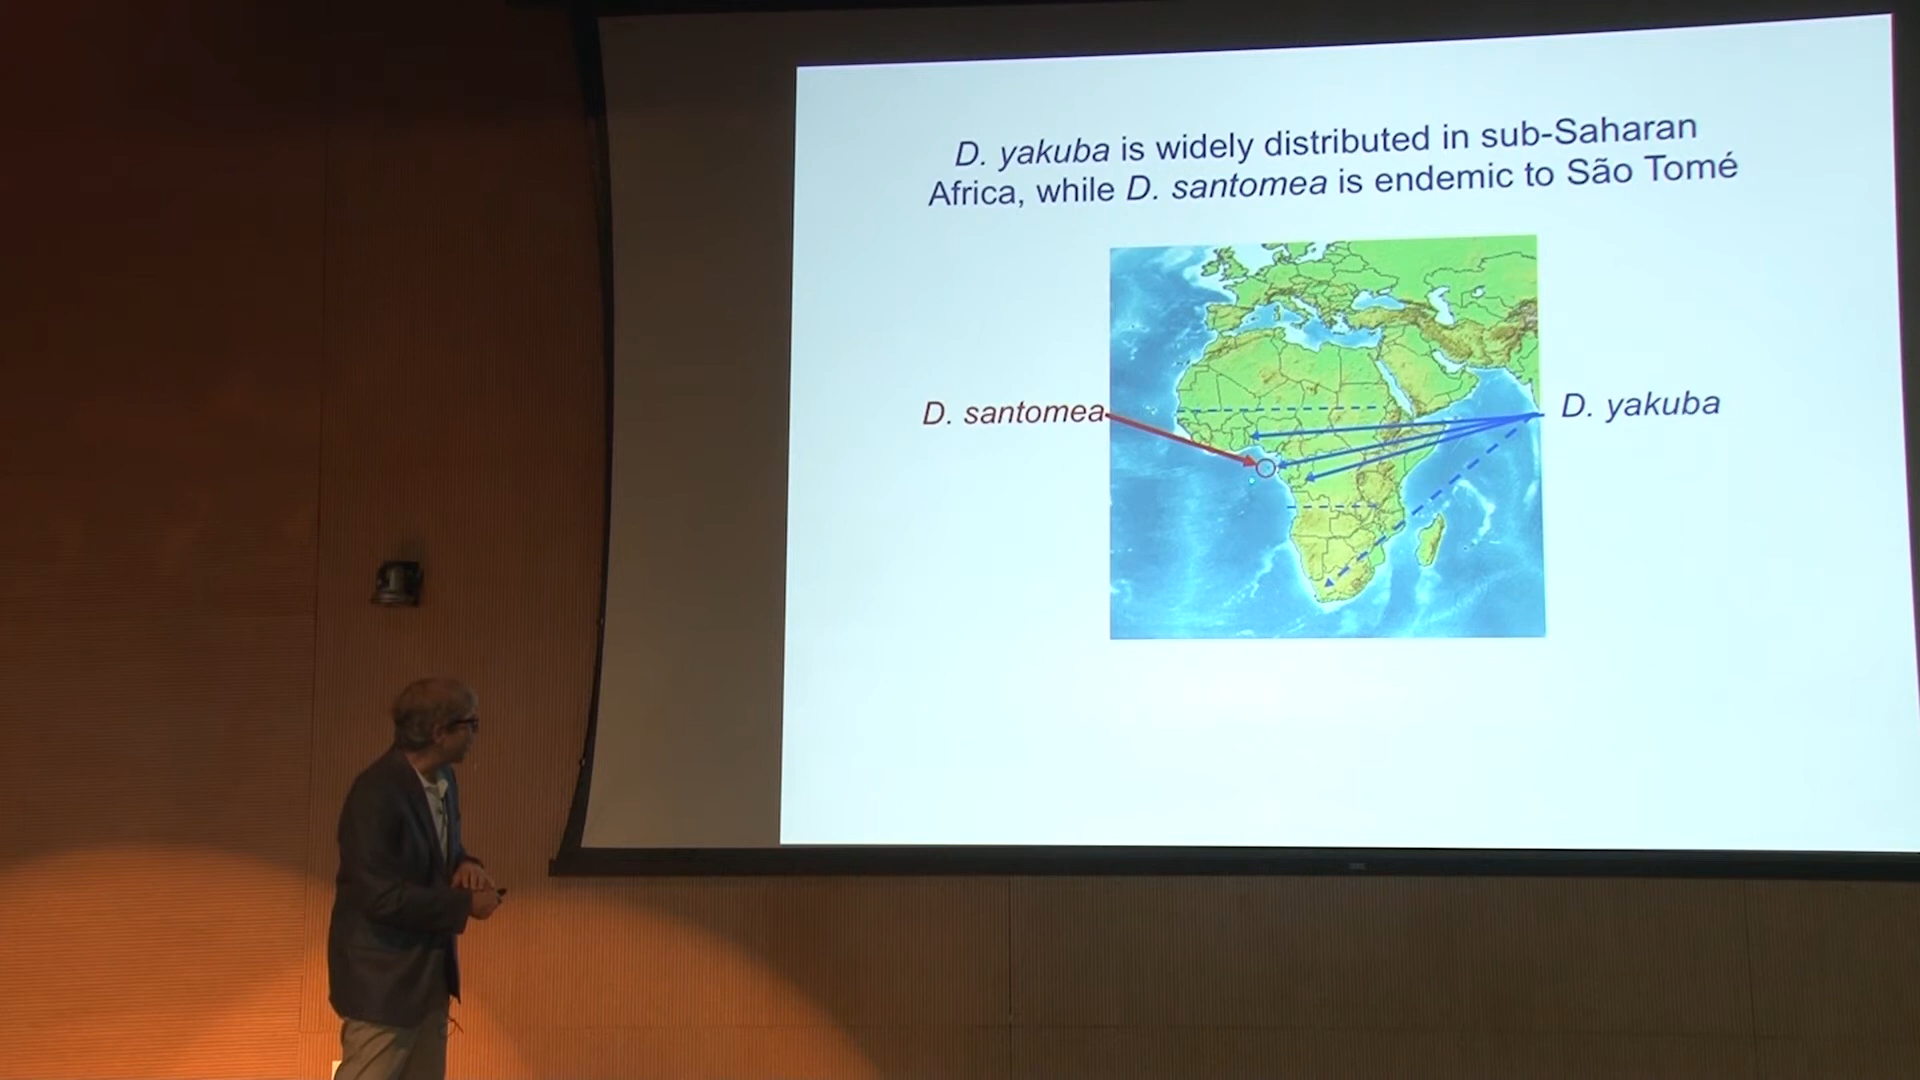 D. yakuba is widely distributed in sub-Saharan
Africa, while D. santomea is endemic to São Tomé
D. santomea
D. yakuba